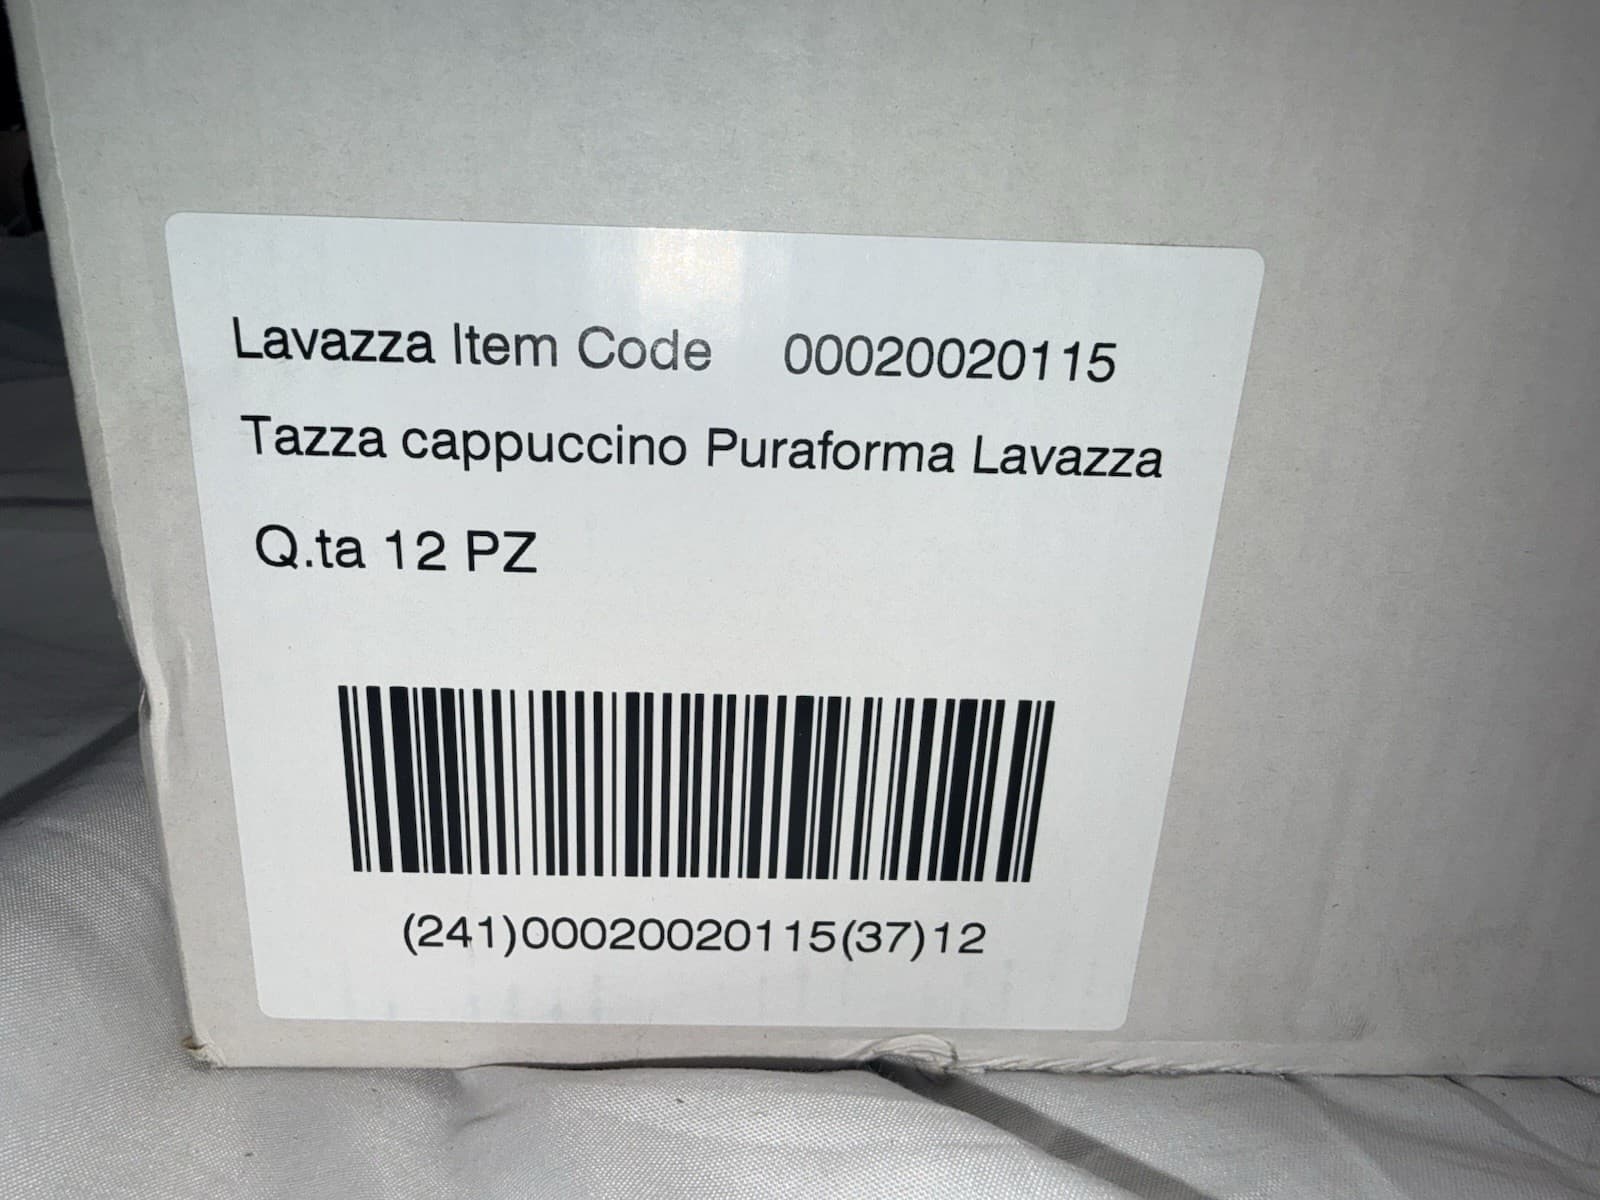 Lavazza Item Code 00020020115
Tazza cappuccino Puraforma Lavazza
Q.ta 12 PZ
(241)00020020115(37)12